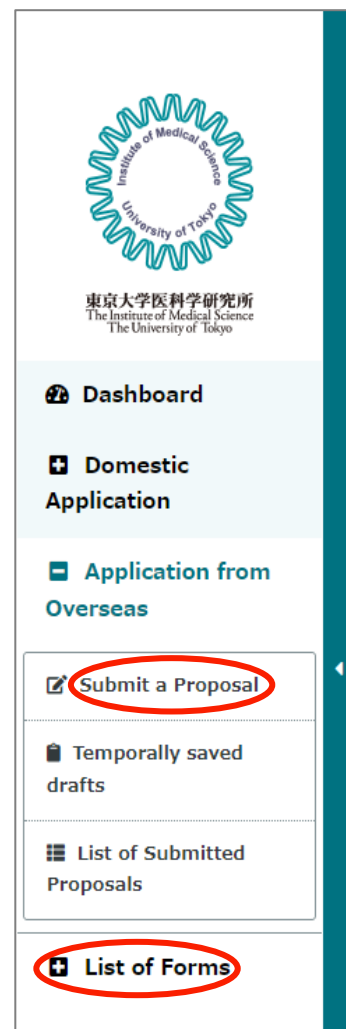 Institute of Medical Science
University of Tokyo
東京大学医科学研究所
The Institute of Medical Science
The University of Tokyo
Dashboard
Domestic
Application
Application from
Overseas
Submit a Proposal
Temporally saved
drafts
List of Submitted
Proposals
List of Forms